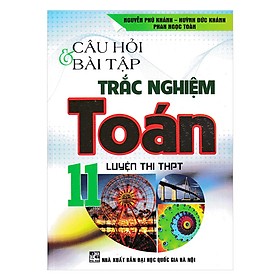 NGUYỄN PHÚ KHÁNH - HUỲNH ĐỨC KHÁNH
PHAN NGỌC TOÀN
CÂU HỎI
& BÀI TẬP
TRẮC NGHIỆM
Toán
LUYỆN THI THPT
11
NHÀ XUẤT BẢN ĐẠI HỌC QUỐC GIA HÀ NỘI